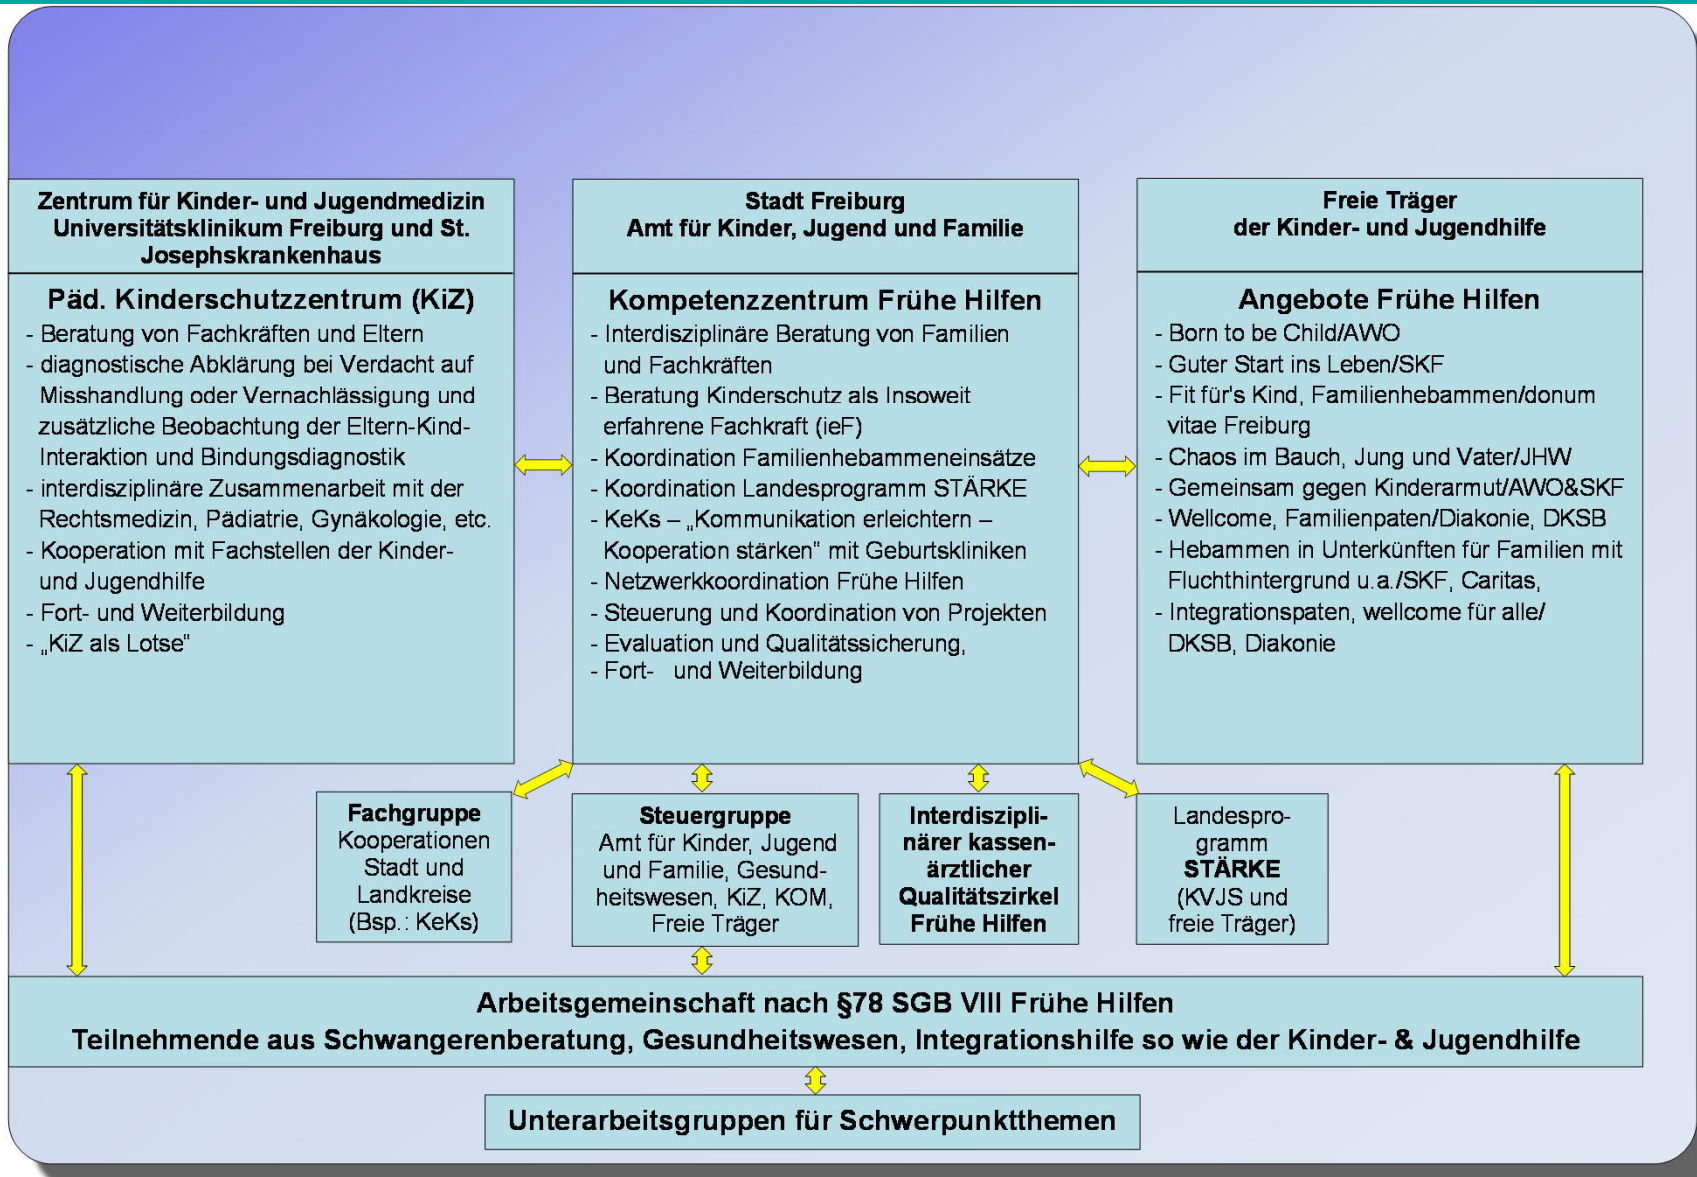 Zentrum für Kinder- und Jugendmedizin
Universitätsklinikum Freiburg und St.
Josephskrankenhaus
Päd. Kinderschutzzentrum (KiZ)
- Beratung von Fachkräften und Eltern
- diagnostische Abklärung bei Verdacht auf
Misshandlung oder Vernachlässigung und
zusätzliche Beobachtung der Eltern-Kind-
Interaktion und Bindungsdiagnostik
- interdisziplinäre Zusammenarbeit mit der
Rechtsmedizin, Pädiatrie, Gynäkologie, etc.
- Kooperation mit Fachstellen der Kinder-
und Jugendhilfe
- Fort- und Weiterbildung
- „KiZ als Lotse"
Stadt Freiburg
Amt für Kinder, Jugend und Familie
Kompetenzzentrum Frühe Hilfen
- Interdisziplinäre Beratung von Familien
und Fachkräften
- Beratung Kinderschutz als Insoweit
erfahrene Fachkraft (ieF)
- Koordination Familienhebammeneinsätze
- Koordination Landesprogramm STÄRKE
- KeKs – „Kommunikation erleichtern –
Kooperation stärken" mit Geburtskliniken
- Netzwerkkoordination Frühe Hilfen
- Steuerung und Koordination von Projekten
- Evaluation und Qualitätssicherung,
- Fort- und Weiterbildung
Freie Träger
der Kinder- und Jugendhilfe
Angebote Frühe Hilfen
- Born to be Child/AWO
- Guter Start ins Leben/SKF
- Fit für's Kind, Familienhebammen/donum
vitae Freiburg
- Chaos im Bauch, Jung und Vater/JHW
- Gemeinsam gegen Kinderarmut/AWO&SKF
- Wellcome, Familienpaten/Diakonie, DKSB
- Hebammen in Unterkünften für Familien mit
Fluchthintergrund u.a./SKF, Caritas,
- Integrationspaten, wellcome für alle/
DKSB, Diakonie
Fachgruppe
Kooperationen
Stadt und
Landkreise
(Bsp.: KeKs)
Steuergruppe
Amt für Kinder, Jugend
und Familie, Gesund-
heitswesen, KiZ, KOM,
Freie Träger
Interdisziplі-
närer kassen-
ärztlicher
Qualitätszirkel
Frühe Hilfen
Landespro-
gramm
STÄRKE
(KVJS und
freie Träger)
Arbeitsgemeinschaft nach §78 SGB VIII Frühe Hilfen
Teilnehmende aus Schwangerenberatung, Gesundheitswesen, Integrationshilfe so wie der Kinder- & Jugendhilfe
Unterarbeitsgruppen für Schwerpunktthemen